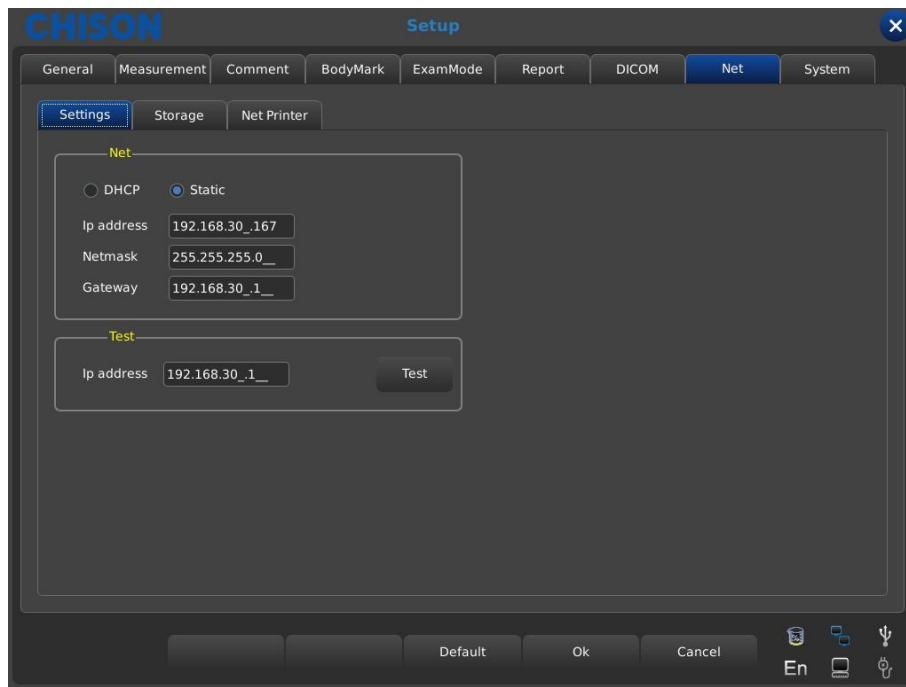 CHISON
Setup
General Measurement Comment BodyMark ExamMode Report DICOM Net System
Settings Storage Net Printer
Net
DHCP Static
Ip address 192.168.30_.167
Netmask 255.255.255.0__
Gateway 192.168.30_.1__
Test
Ip address 192.168.30_.1__ Test
Default Ok Cancel
En